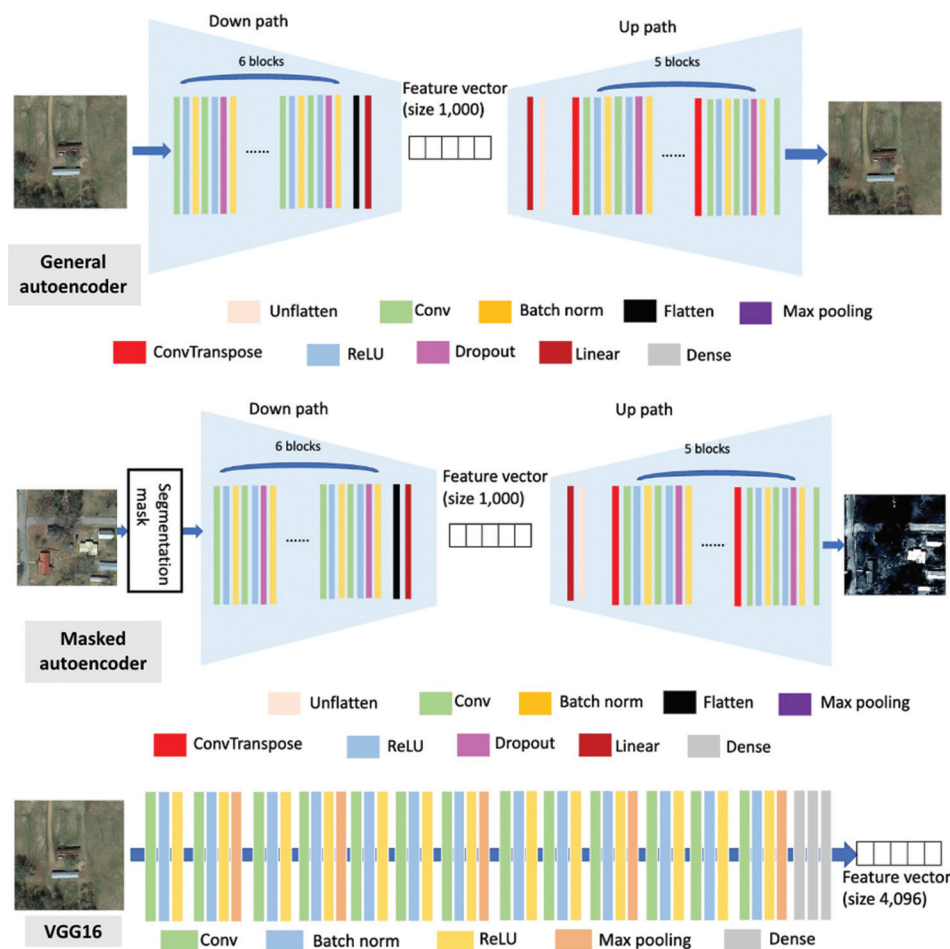 Down path
Up path
6 blocks
5 blocks
Feature vector
(size 1,000)
......
......
General
autoencoder
Unflatten
Conv
Batch norm
Flatten
Max pooling
ConvTranspose
ReLU
Dropout
Linear
Dense
Down path
Up path
6 blocks
5 blocks
Feature vector
(size 1,000)
Segmentation
mask
......
......
Masked
autoencoder
Unflatten
Conv
Batch norm
Flatten
Max pooling
ConvTranspose
ReLU
Dropout
Linear
Dense
Feature vector
(size 4,096)
VGG16
Conv
Batch norm
ReLU
Max pooling
Dense